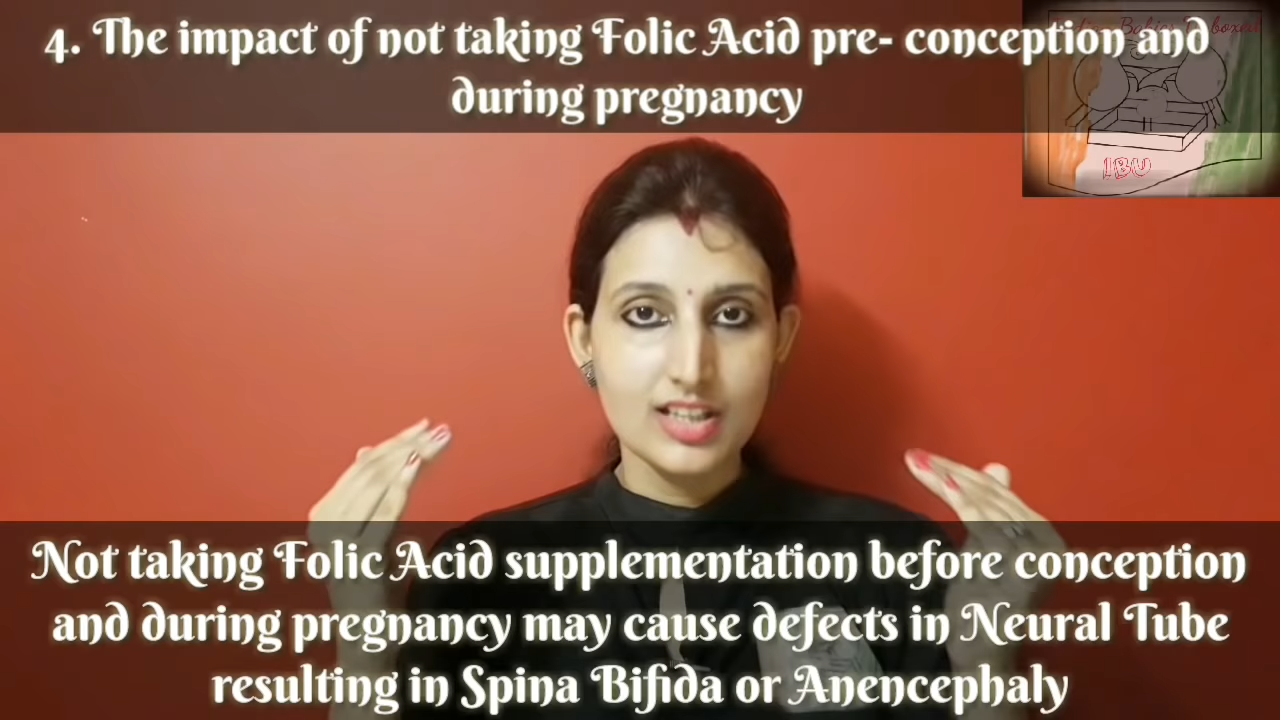 4. The impact of not taking Folic Acid pre- conception and
during pregnancy
IBU
Not taking Folic Acid supplementation before conception
and during pregnancy may cause defects in Neural Tube
resulting in Spina Bifida or Anencephaly